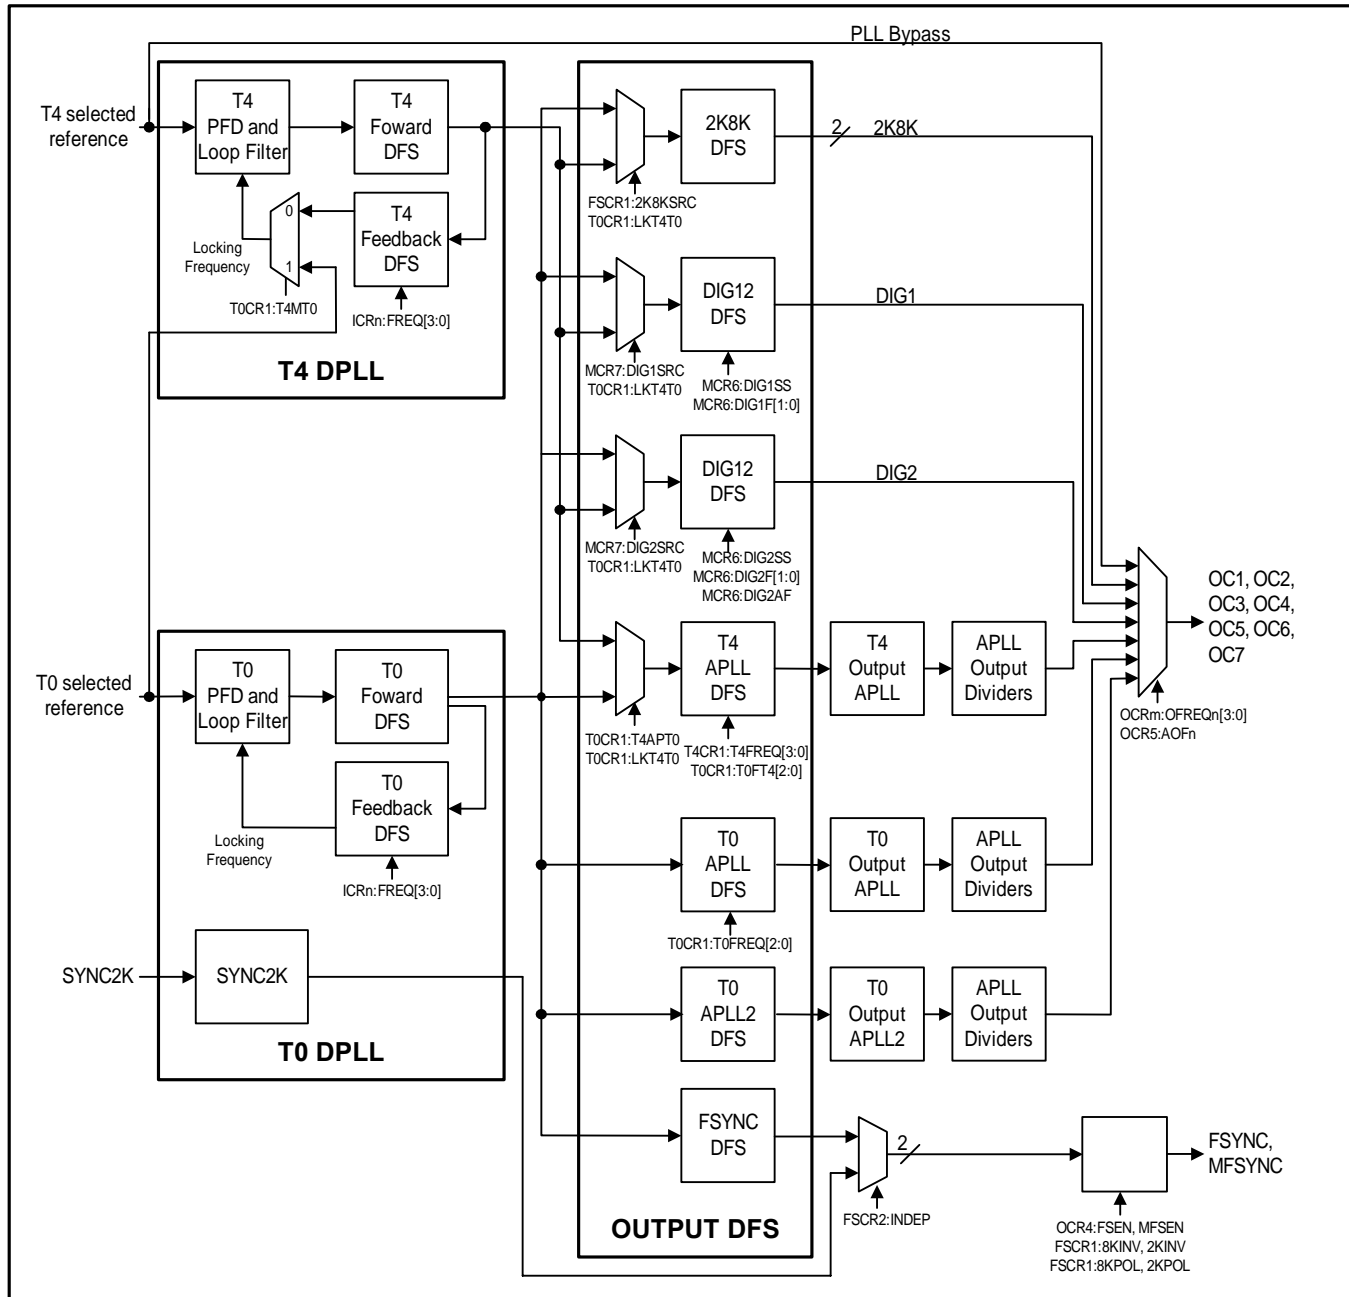 PLL Bypass
T4 selected
reference
T4
PFD and
Loop Filter
T4
Foward
DFS
T4
Feedback
DFS
0
1
Locking
Frequency
T0CR1:T4MT0
ICRn:FREQ[3:0]
T4 DPLL
2K8K
DFS
2
2K8K
FSCR1:2K8KSRC
T0CR1:LKT4T0
DIG12
DFS
DIG1
MCR7:DIG1SRC
T0CR1:LKT4T0
MCR6:DIG1SS
MCR6:DIG1F[1:0]
DIG12
DFS
DIG2
MCR7:DIG2SRC
T0CR1:LKT4T0
MCR6:DIG2SS
MCR6:DIG2F[1:0]
MCR6:DIG2AF
T4
APLL
DFS
T4
Output
APLL
APLL
Output
Dividers
T0CR1:T4APT0
T0CR1:LKT4T0
T4CR1:T4FREQ[3:0]
T0CR1:T0FT4[2:0]
OC1, OC2,
OC3, OC4,
OC5, OC6,
OC7
OCRm:OFREQn[3:0]
OCR5:AOFn
T0 selected
reference
T0
PFD and
Loop Filter
T0
Foward
DFS
T0
Feedback
DFS
Locking
Frequency
ICRn:FREQ[3:0]
T0
APLL
DFS
T0
Output
APLL
APLL
Output
Dividers
T0CR1:T0FREQ[2:0]
SYNC2K
SYNC2K
T0 DPLL
T0
APLL2
DFS
T0
Output
APLL2
APLL
Output
Dividers
FSYNC
DFS
2
FSYNC,
MFSYNC
FSCR2:INDEP
OUTPUT DFS
OCR4:FSEN, MFSEN
FSCR1:8KINV, 2KINV
FSCR1:8KPOL, 2KPOL